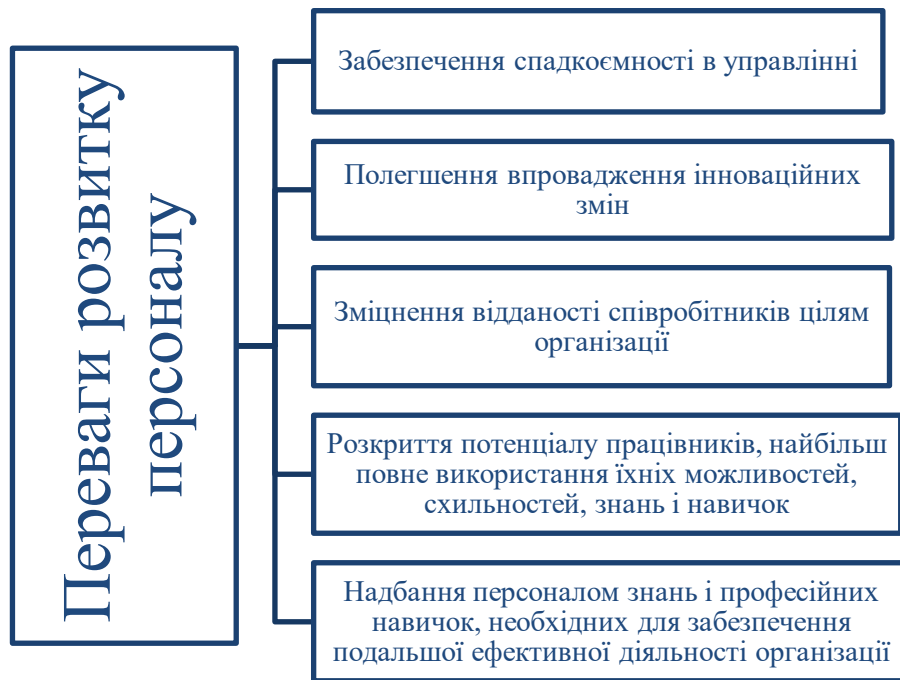 Переваги розвитку
персоналу
Забезпечення спадкоємності в управлінні
Полегшення впровадження інноваційних
змін
Зміцнення відданості співробітників цілям
організації
Розкриття потенціалу працівників, найбільш
повне використання їхніх можливостей,
схильностей, знань і навичок
Надбання персоналом знань і професійних
навичок, необхідних для забезпечення
подальшої ефективної діяльності організації